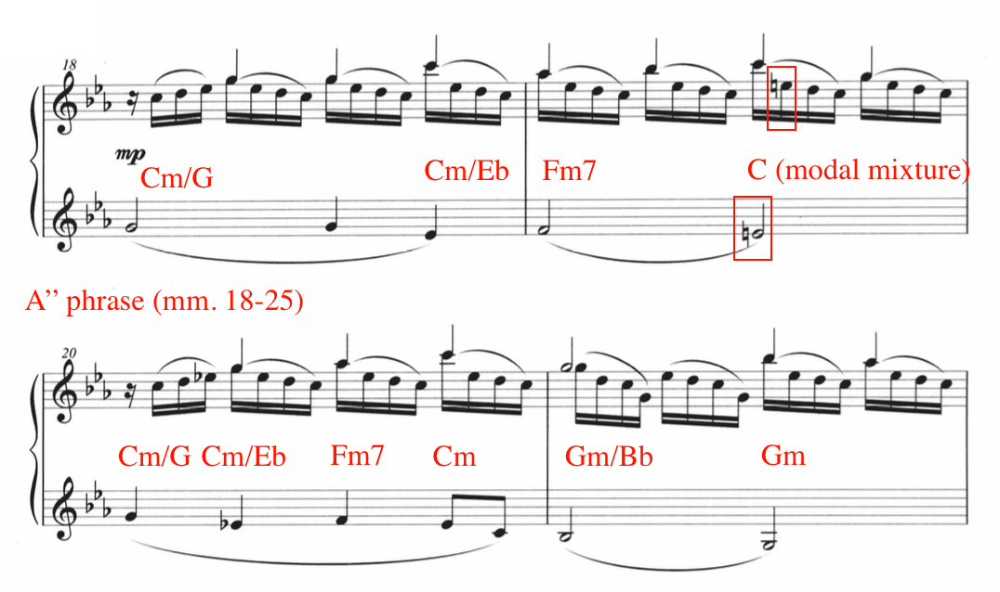 18
mp
Cm/G Cm/Eb Fm7 C (modal mixture)
A” phrase (mm. 18-25)
20
Cm/G Cm/Eb Fm7 Cm Gm/Bb Gm